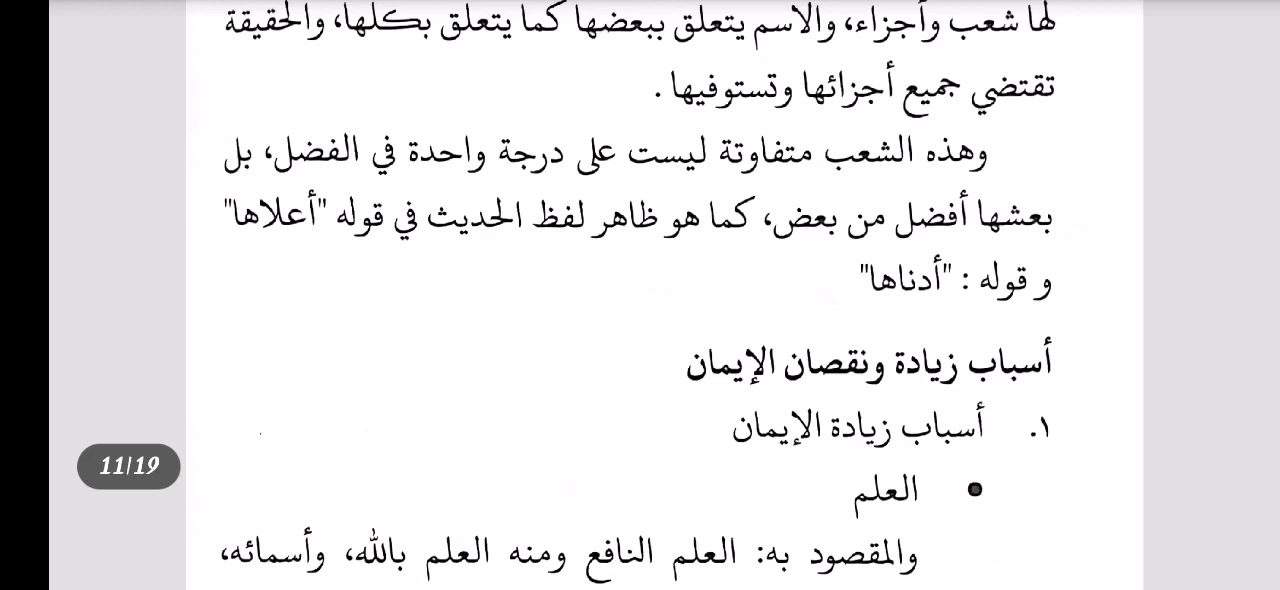 لها شعب وأجزاء، والاسم يتعلق ببعضها كما يتعلق بكلها، والحقيقة
تقتضي جميع أجزائها وتستوفيها .
وهذه الشعب متفاوتة ليست على درجة واحدة في الفضل، بل
بعشها أفضل من بعض، كما هو ظاهر لفظ الحديث في قوله "أعلاها"
و قوله : "أدناها"
أسباب زيادة ونقصان الإيمان
١. أسباب زيادة الإيمان
11/19
• العلم
والمقصود به: العلم النافع ومنه العلم بالله، وأسمائه،